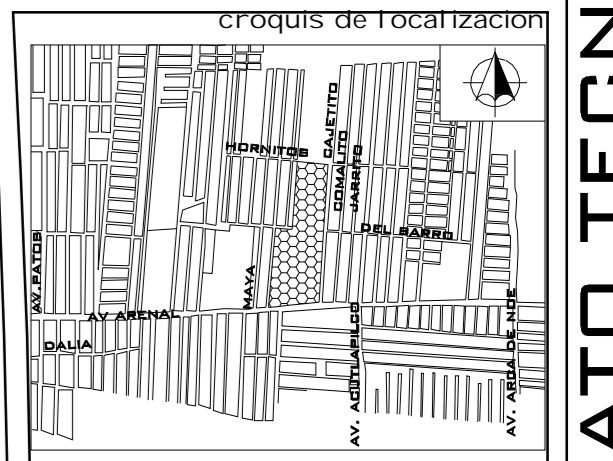 croquis de localizacion
CAJETITO
HORNITOS
COMALITO
JARRITO
DEL BARRO
AV. PATOS
MAYA
AV ARENAL
DALIA
AV. ACUTLAPILCO
AV. ARCA DE NOE
ATO TECN